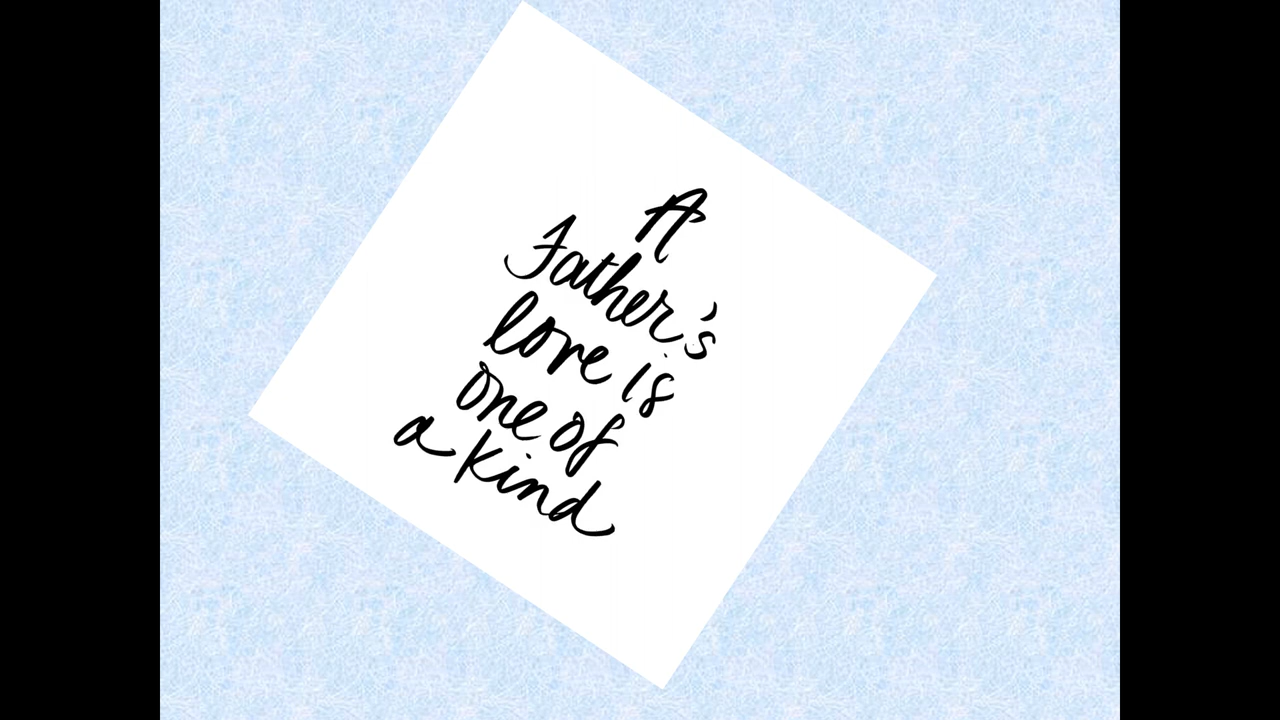 A
Father's
love is
one of
a kind